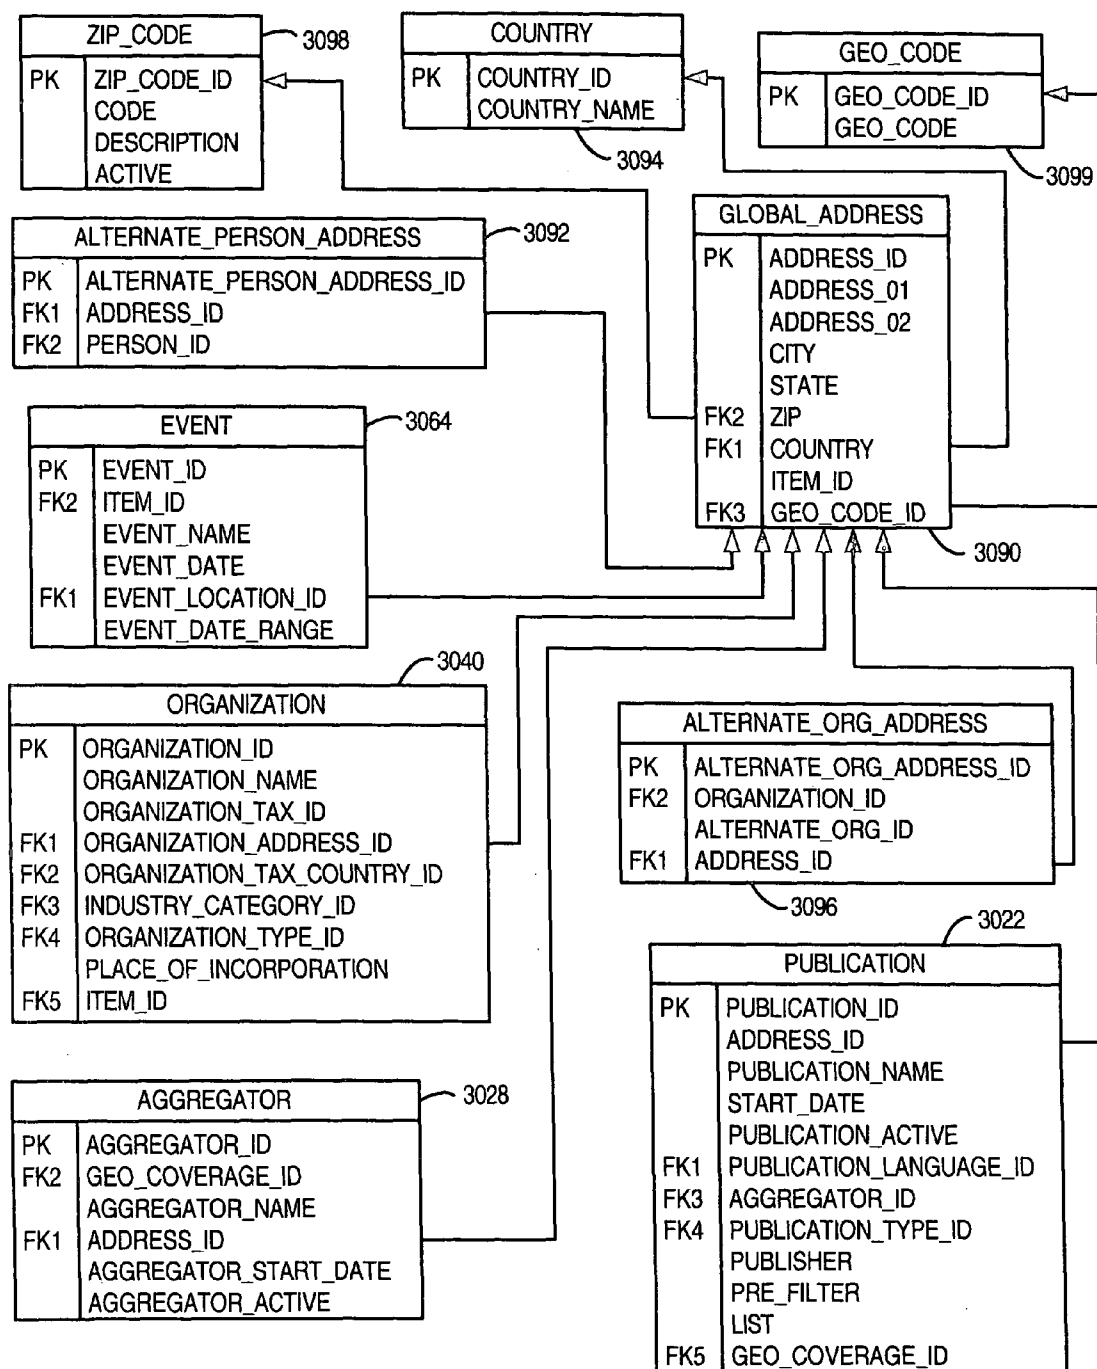 ZIP_CODE
3098
PK ZIP_CODE_ID
CODE
DESCRIPTION
ACTIVE
COUNTRY
PK COUNTRY_ID
COUNTRY_NAME
3094
GEO_CODE
PK GEO_CODE_ID
GEO_CODE
3099
ALTERNATE_PERSON_ADDRESS
3092
PK ALTERNATE_PERSON_ADDRESS_ID
FK1 ADDRESS_ID
FK2 PERSON_ID
GLOBAL_ADDRESS
PK ADDRESS_ID
ADDRESS_01
ADDRESS_02
CITY
STATE
FK2 ZIP
FK1 COUNTRY
ITEM_ID
FK3 GEO_CODE_ID
3090
EVENT
3064
PK EVENT_ID
FK2 ITEM_ID
EVENT_NAME
EVENT_DATE
FK1 EVENT_LOCATION_ID
EVENT_DATE_RANGE
3040
ORGANIZATION
PK ORGANIZATION_ID
ORGANIZATION_NAME
ORGANIZATION_TAX_ID
FK1 ORGANIZATION_ADDRESS_ID
FK2 ORGANIZATION_TAX_COUNTRY_ID
FK3 INDUSTRY_CATEGORY_ID
FK4 ORGANIZATION_TYPE_ID
PLACE_OF_INCORPORATION
FK5 ITEM_ID
ALTERNATE_ORG_ADDRESS
PK ALTERNATE_ORG_ADDRESS_ID
FK2 ORGANIZATION_ID
ALTERNATE_ORG_ID
FK1 ADDRESS_ID
3096
AGGREGATOR
3028
PK AGGREGATOR_ID
FK2 GEO_COVERAGE_ID
AGGREGATOR_NAME
FK1 ADDRESS_ID
AGGREGATOR_START_DATE
AGGREGATOR_ACTIVE
3022
PUBLICATION
PK PUBLICATION_ID
ADDRESS_ID
PUBLICATION_NAME
START_DATE
PUBLICATION_ACTIVE
FK1 PUBLICATION_LANGUAGE_ID
FK3 AGGREGATOR_ID
FK4 PUBLICATION_TYPE_ID
PUBLISHER
PRE_FILTER
LIST
FK5 GEO_COVERAGE_ID